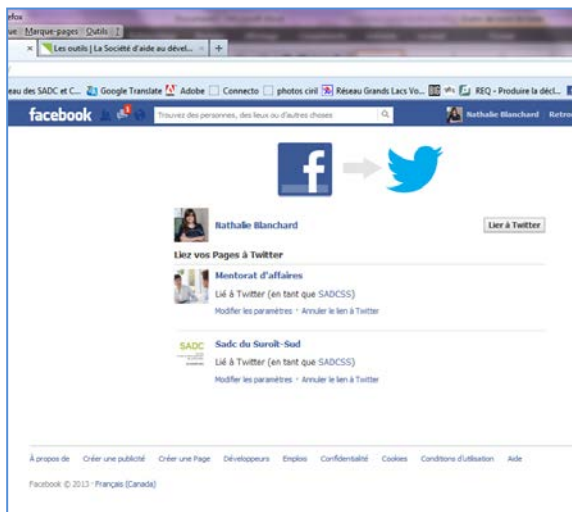 efox
ue Marque-pages Outils ?
Les outils | La Société d'aide au dével...
eau des SADC et C... Google Translate Adobe Connecto photos ciril Réseau Grands Lacs Vo... REQ - Produire la décl...
facebook
Trouvez des personnes, des lieux ou d'autres choses
Nathalie Blanchard Retro
f
Nathalie Blanchard Lier à Twitter
Liez vos Pages à Twitter
Mentorat d'affaires
Lié à Twitter (en tant que SADCSS)
Modifier les paramètres · Annuler le lien à Twitter
SADC
Sadc du Suroît-Sud
Lié à Twitter (en tant que SADCSS)
Modifier les paramètres · Annuler le lien à Twitter
À propos de Créer une publicité Créer une Page Développeurs Emplois Confidentialité Cookies Conditions d'utilisation Aide
Facebook © 2013 · Français (Canada)